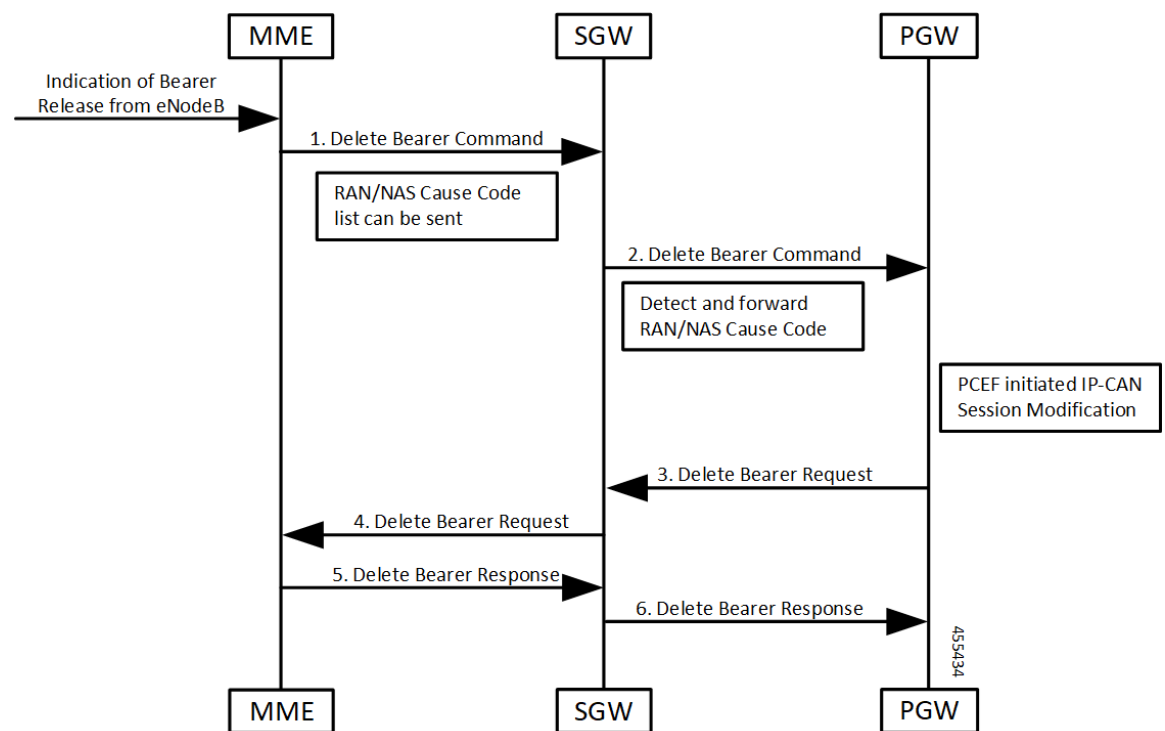 MME
SGW
PGW
Indication of Bearer
Release from eNodeB
1. Delete Bearer Command
RAN/NAS Cause Code
list can be sent
2. Delete Bearer Command
Detect and forward
RAN/NAS Cause Code
PCEF initiated IP-CAN
Session Modification
3. Delete Bearer Request
4. Delete Bearer Request
5. Delete Bearer Response
6. Delete Bearer Response
455434
MME
SGW
PGW